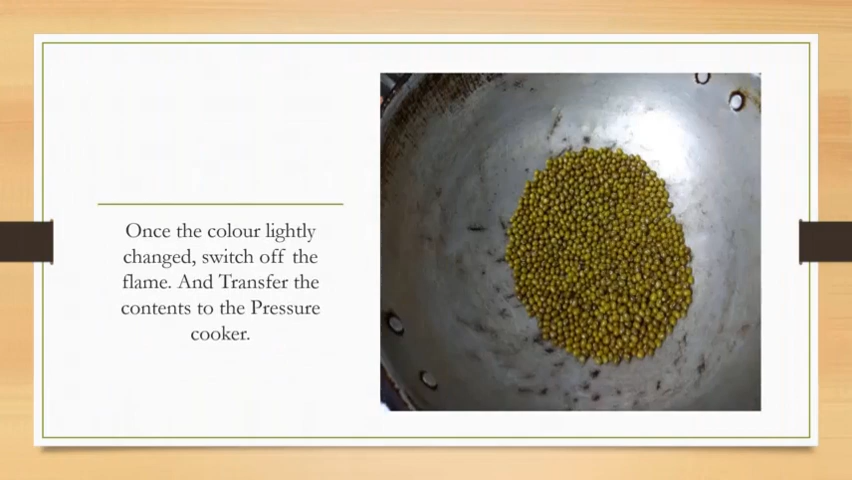 Once the colour lightly
changed, switch off the
flame. And Transfer the
contents to the Pressure
cooker.